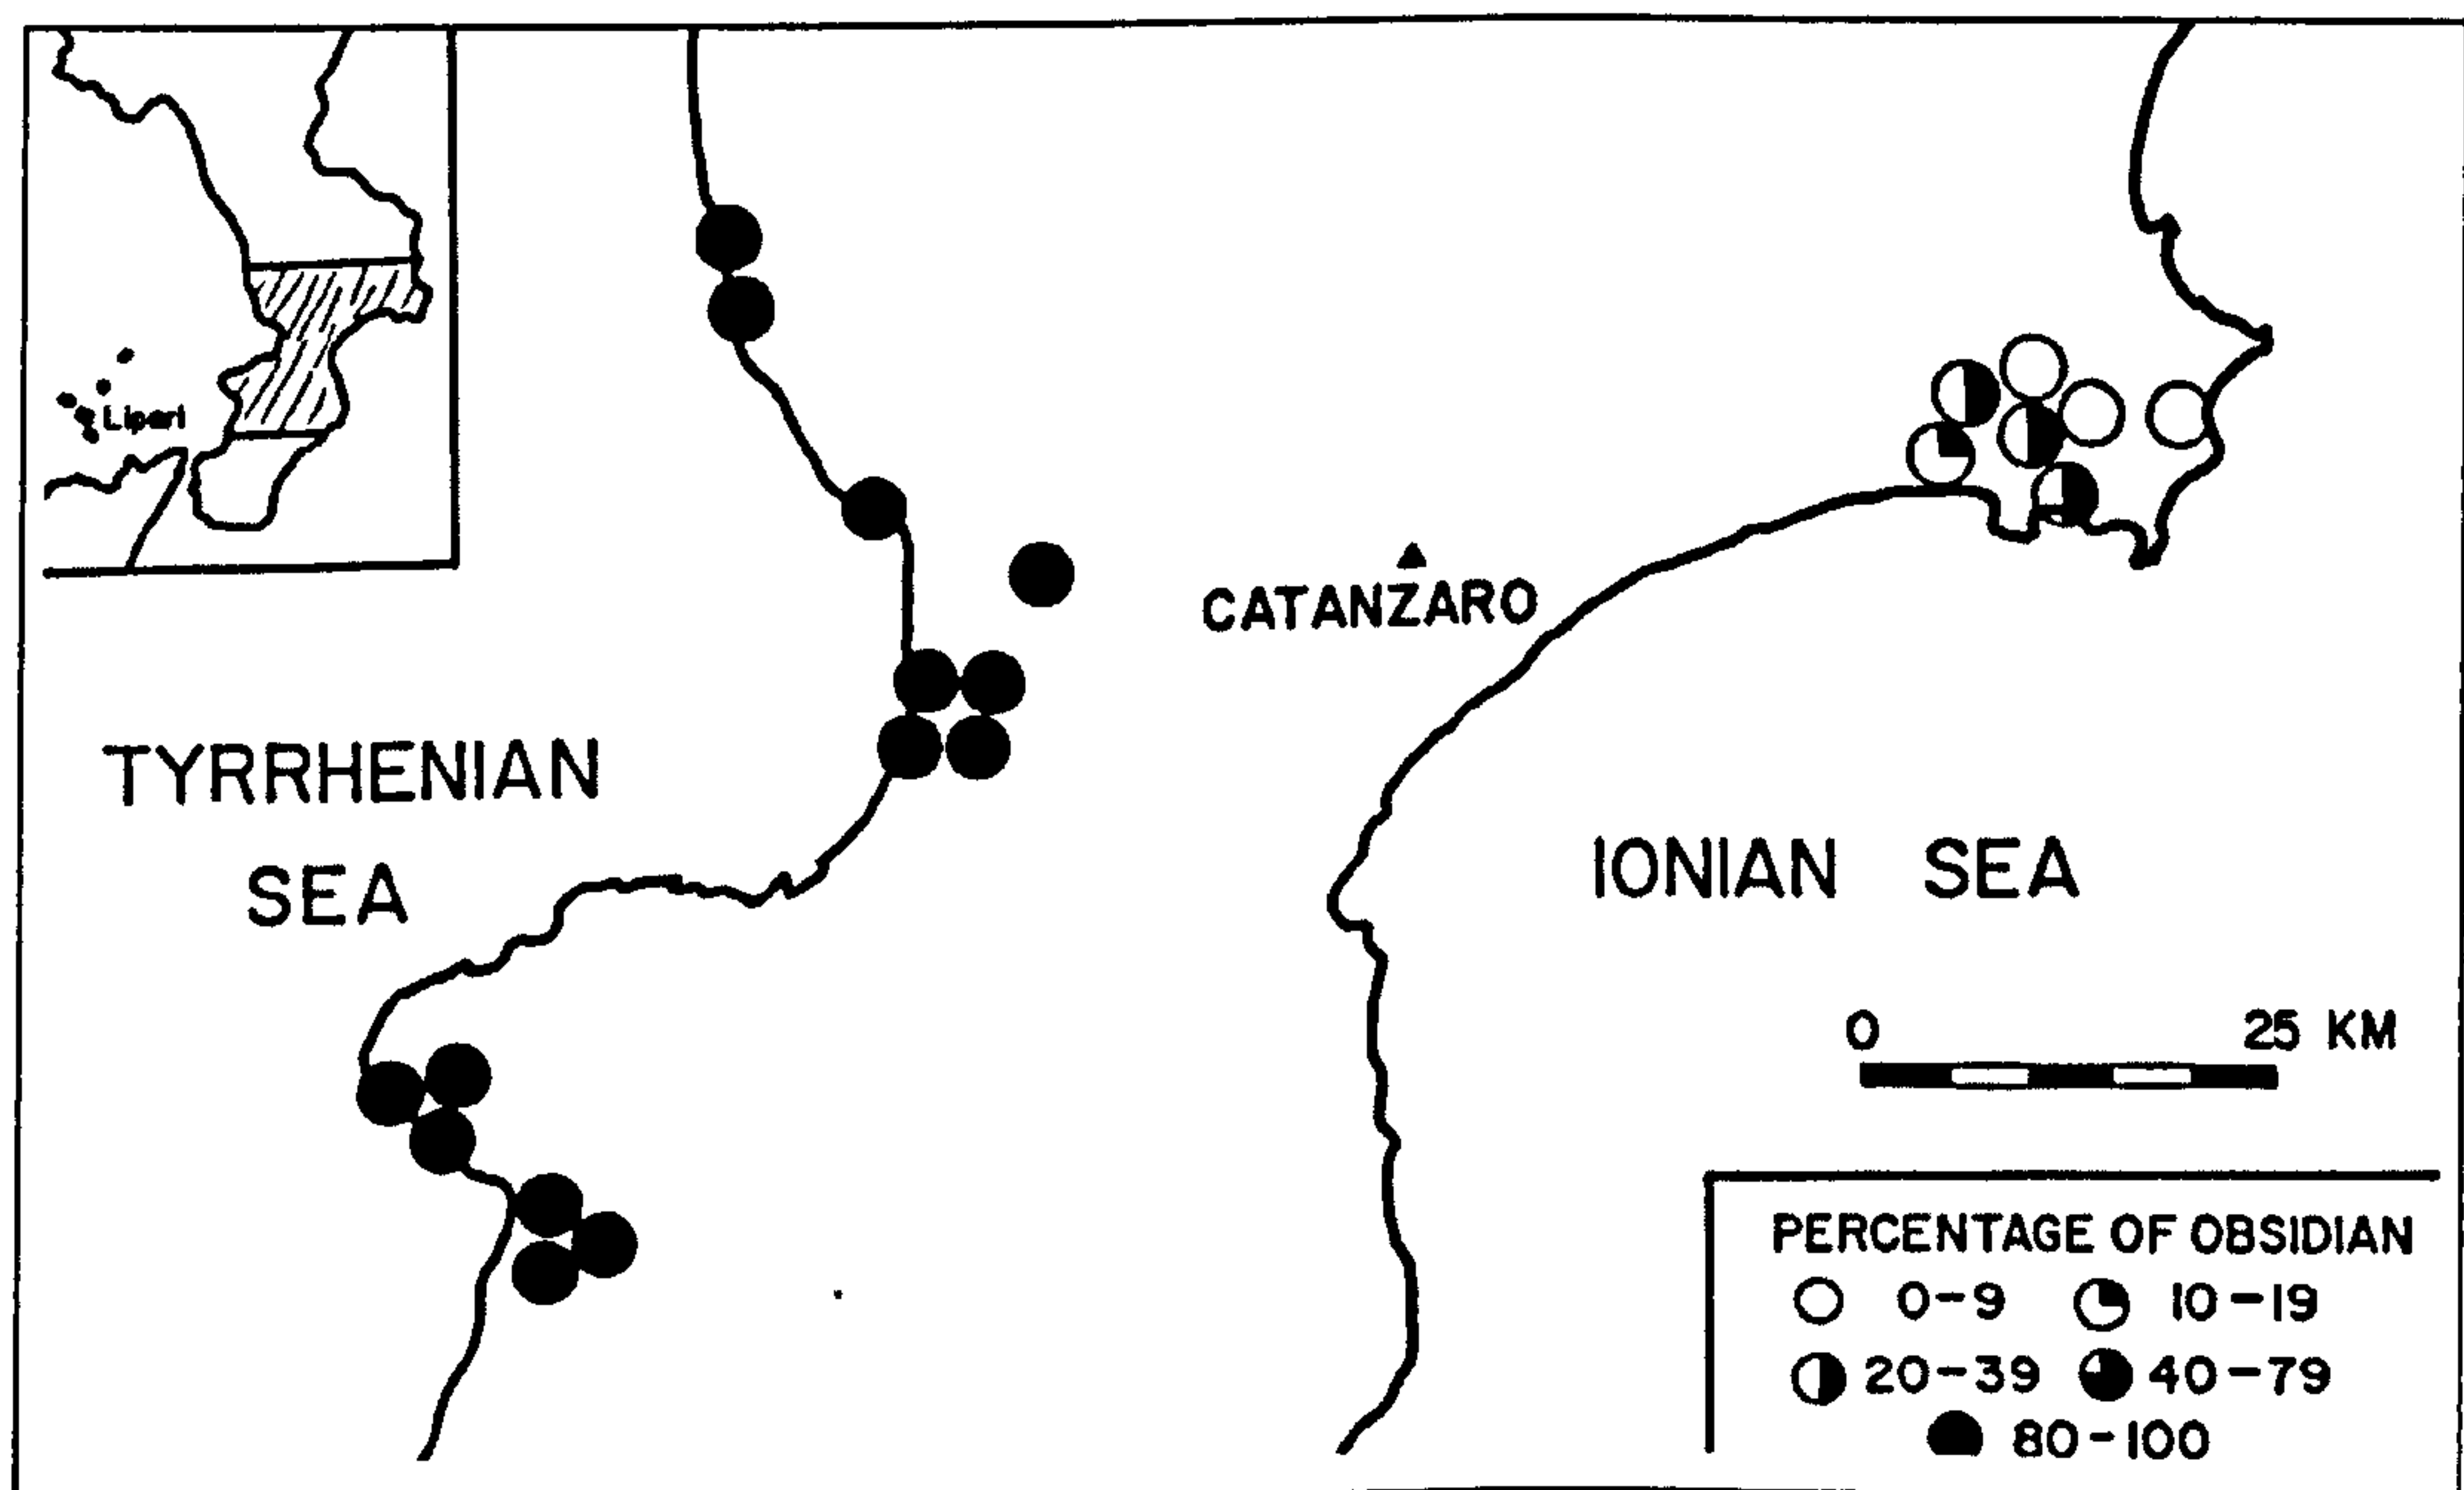 Lipari
CATANZARO
TYRRHENIAN
SEA
IONIAN SEA
0 25 KM
PERCENTAGE OF OBSIDIAN
0-9 10-19
20-39 40-79
80-100